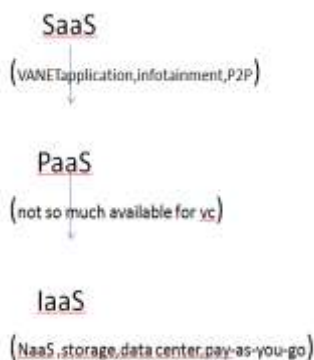 SaaS
(VANETapplication,infotainment,P2P)
PaaS
(not so much available for vc)
IaaS
(NaaS,storage,data center,pay-as-you-go)